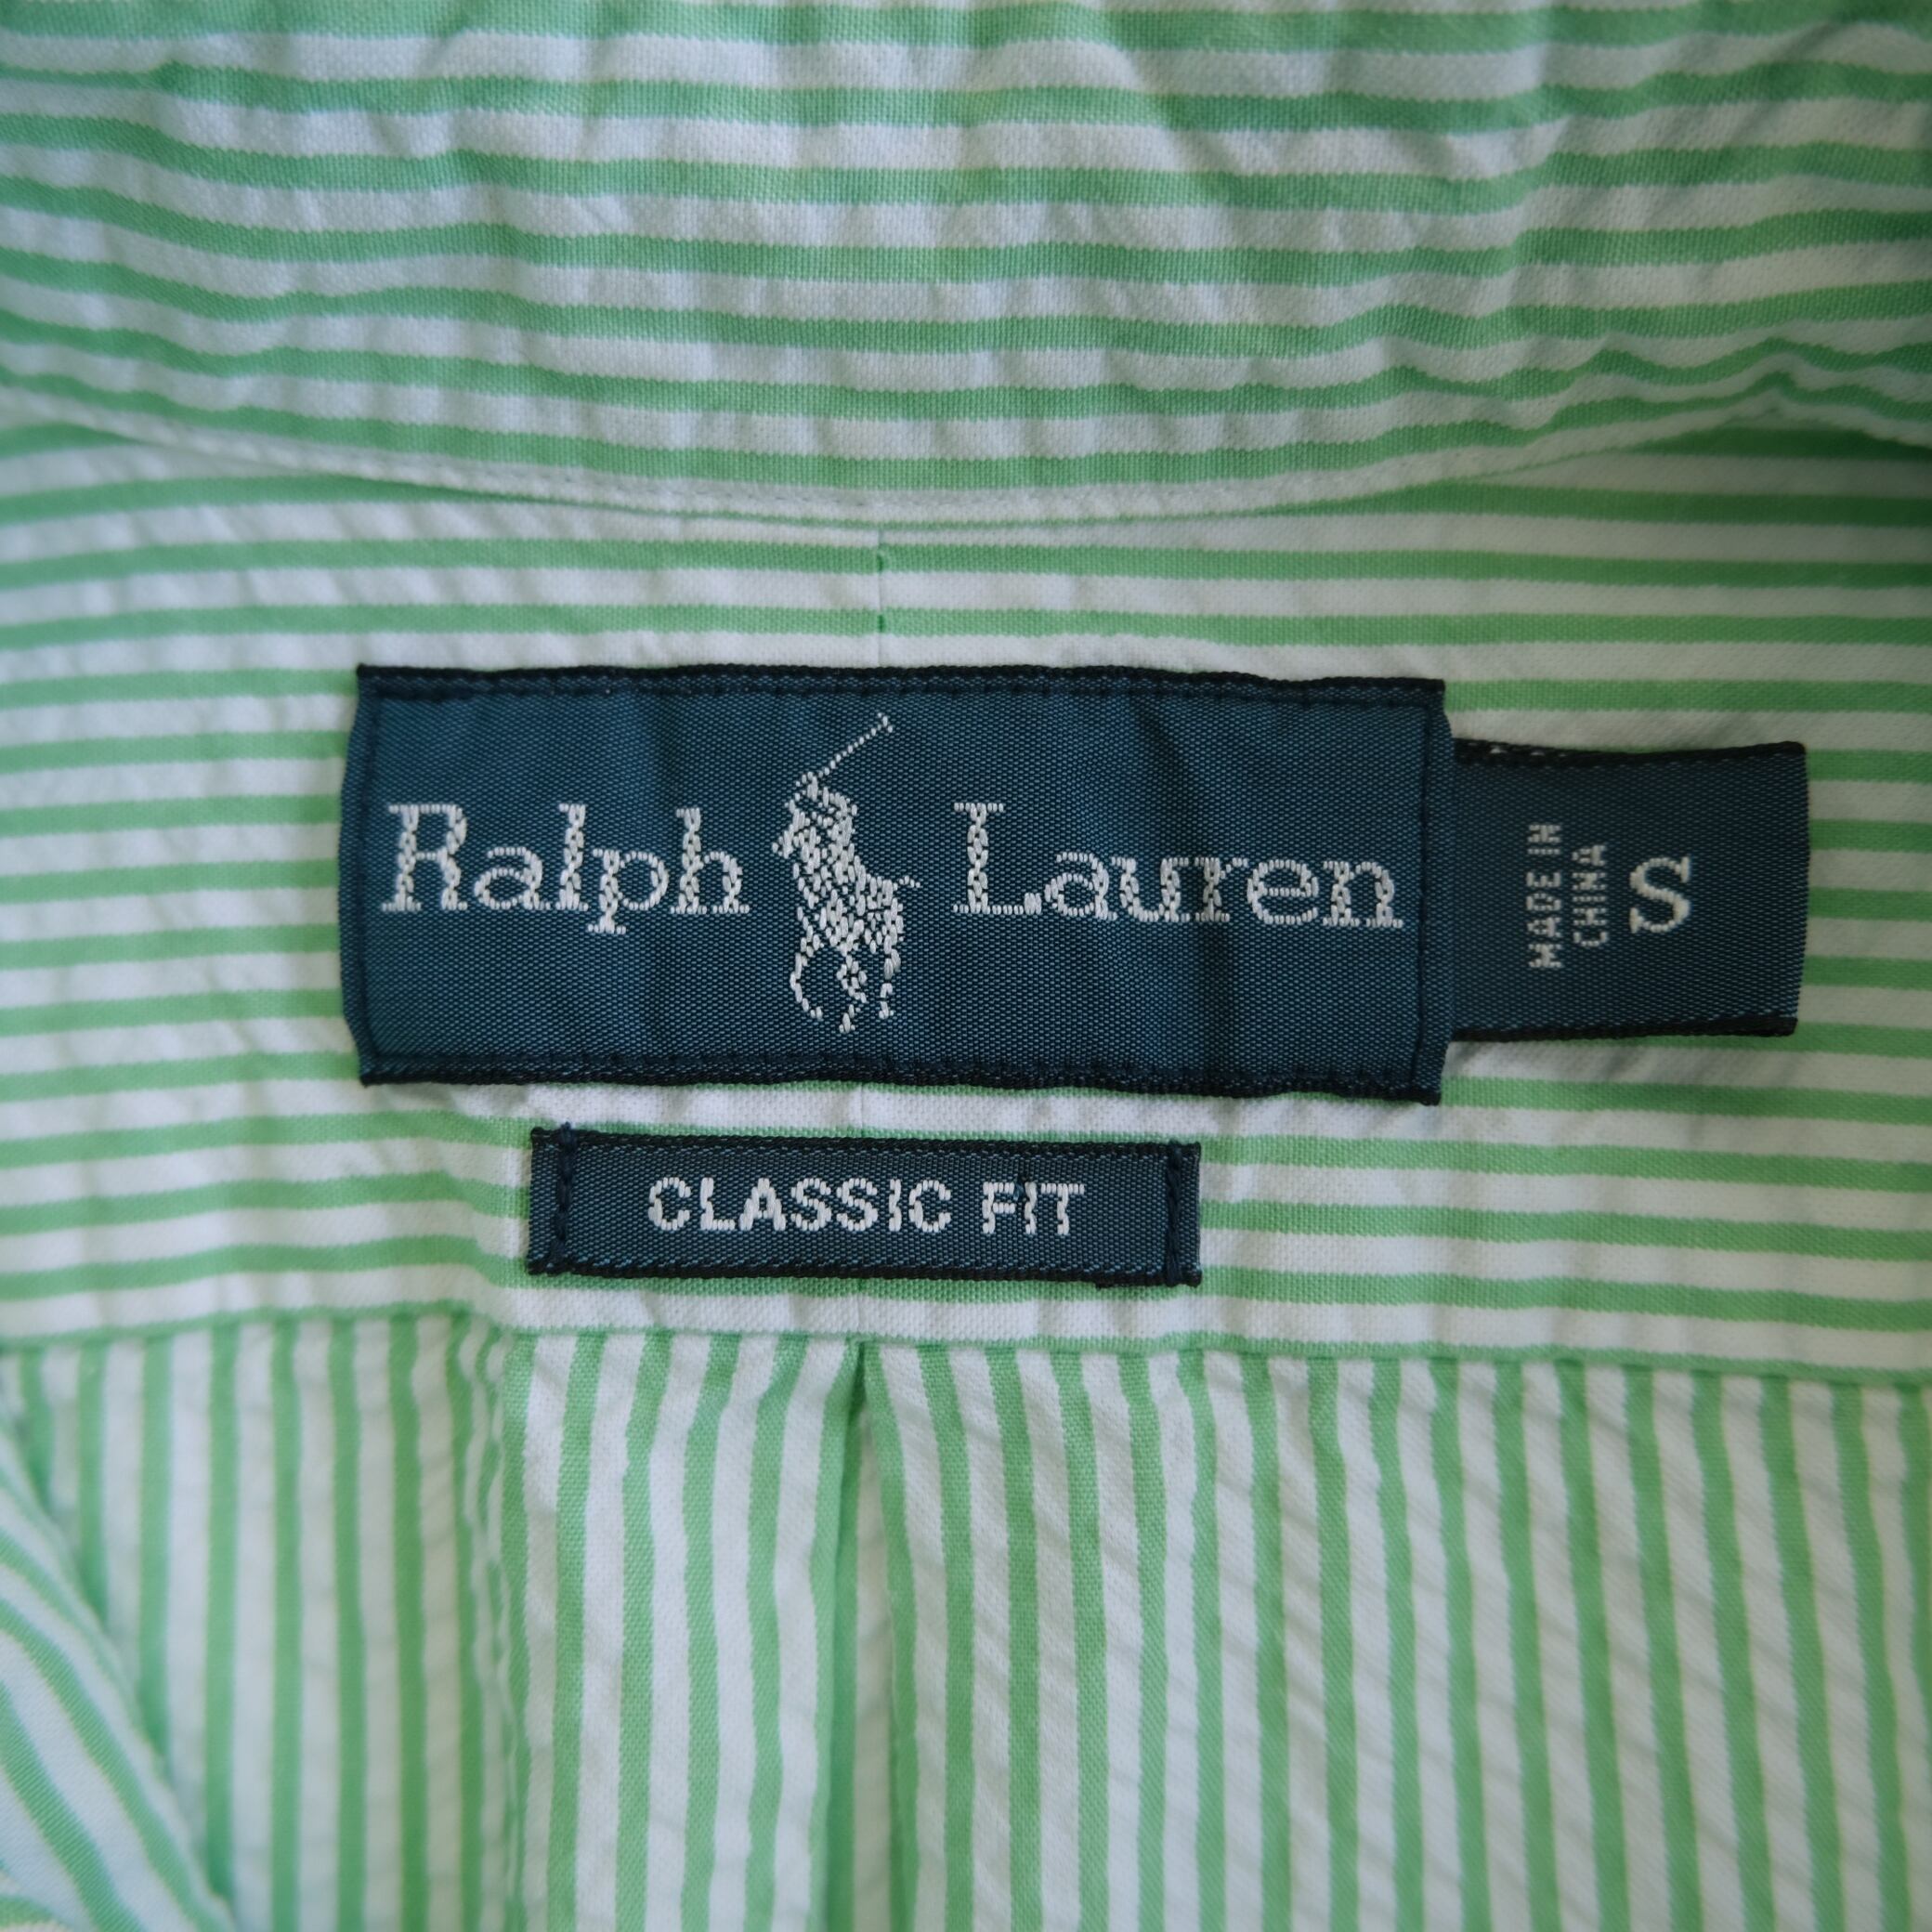 Ralph Lauren
MADE IN
CHINA
S
CLASSIC FIT